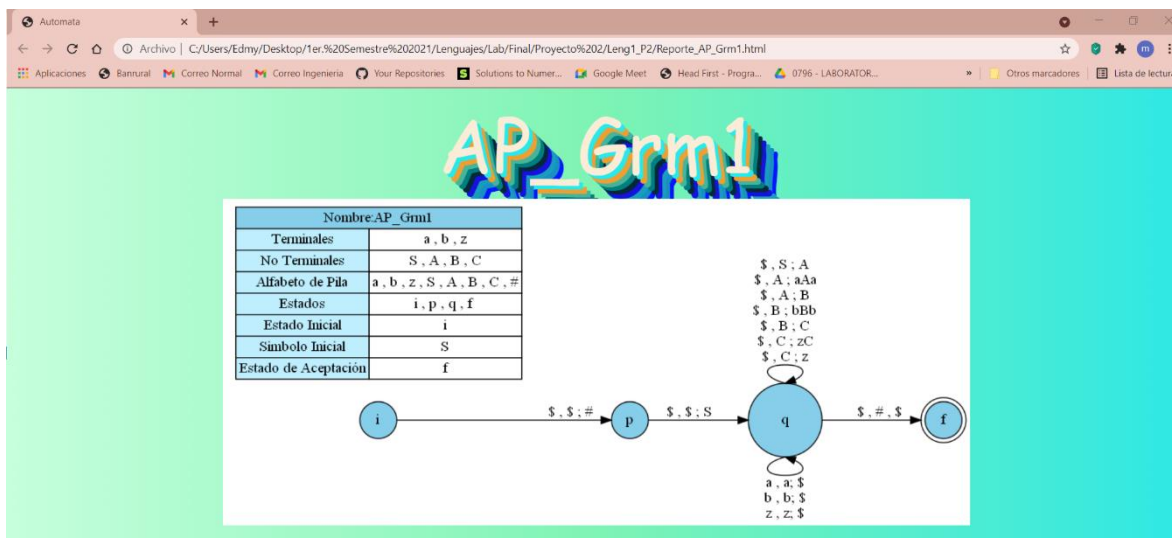 Automata
Archivo | C:/Users/Edmy/Desktop/1er.%20Semestre%202021/Lenguajes/Lab/Final/Proyecto%202/Leng1_P2/Reporte_AP_Grm1.html
m
Aplicaciones Banrural Correo Normal Correo Ingenieria Your Repositories Solutions to Numer... Google Meet Head First - Progra... 0796 - LABORATOR... » Otros marcadores Lista de lectura
AP_Grm1
Nombre:AP_Grm1
Terminales a , b , z
No Terminales S , A , B , C
Alfabeto de Pila a , b , z , S , A , B , C , #
Estados i , p , q , f
Estado Inicial i
Simbolo Inicial S
Estado de Aceptación f
$ , S ; A
$ , A ; aAa
$ , A ; B
$ , B ; bBb
$ , B ; C
$ , C ; zC
$ , C ; z
i $ , $ ; # p $ , $ ; S q $ , # , $ f
a , a; $
b , b; $
z , z; $